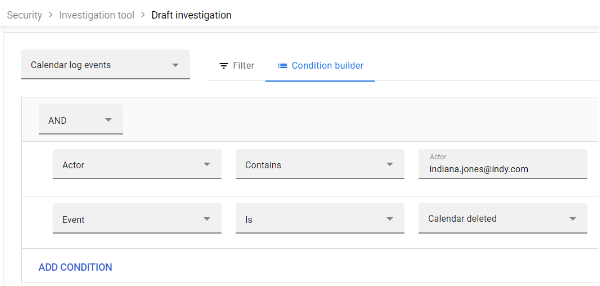 Security > Investigation tool > Draft investigation
Calendar log events Filter Condition builder
AND
Actor Contains Actor indiana.jones@indy.com
Event Is Calendar deleted
ADD CONDITION